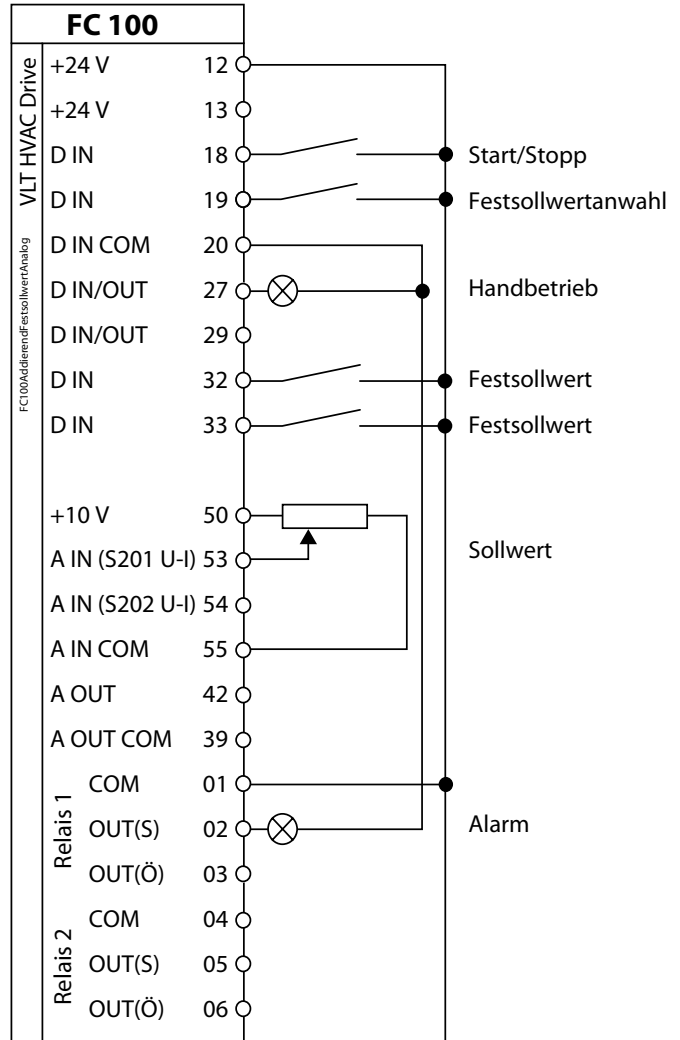 FC 100
VLT HVAC Drive
FC100AddierendFestsollwertAnalog
+24 V 12
+24 V 13
D IN 18 Start/Stopp
D IN 19 Festsollwertanwahl
D IN COM 20
D IN/OUT 27 Handbetrieb
D IN/OUT 29
D IN 32 Festsollwert
D IN 33 Festsollwert
+10 V 50
A IN (S201 U-I) 53 Sollwert
A IN (S202 U-I) 54
A IN COM 55
A OUT 42
A OUT COM 39
Relais 1
COM 01
OUT(S) 02 Alarm
OUT(Ö) 03
Relais 2
COM 04
OUT(S) 05
OUT(Ö) 06